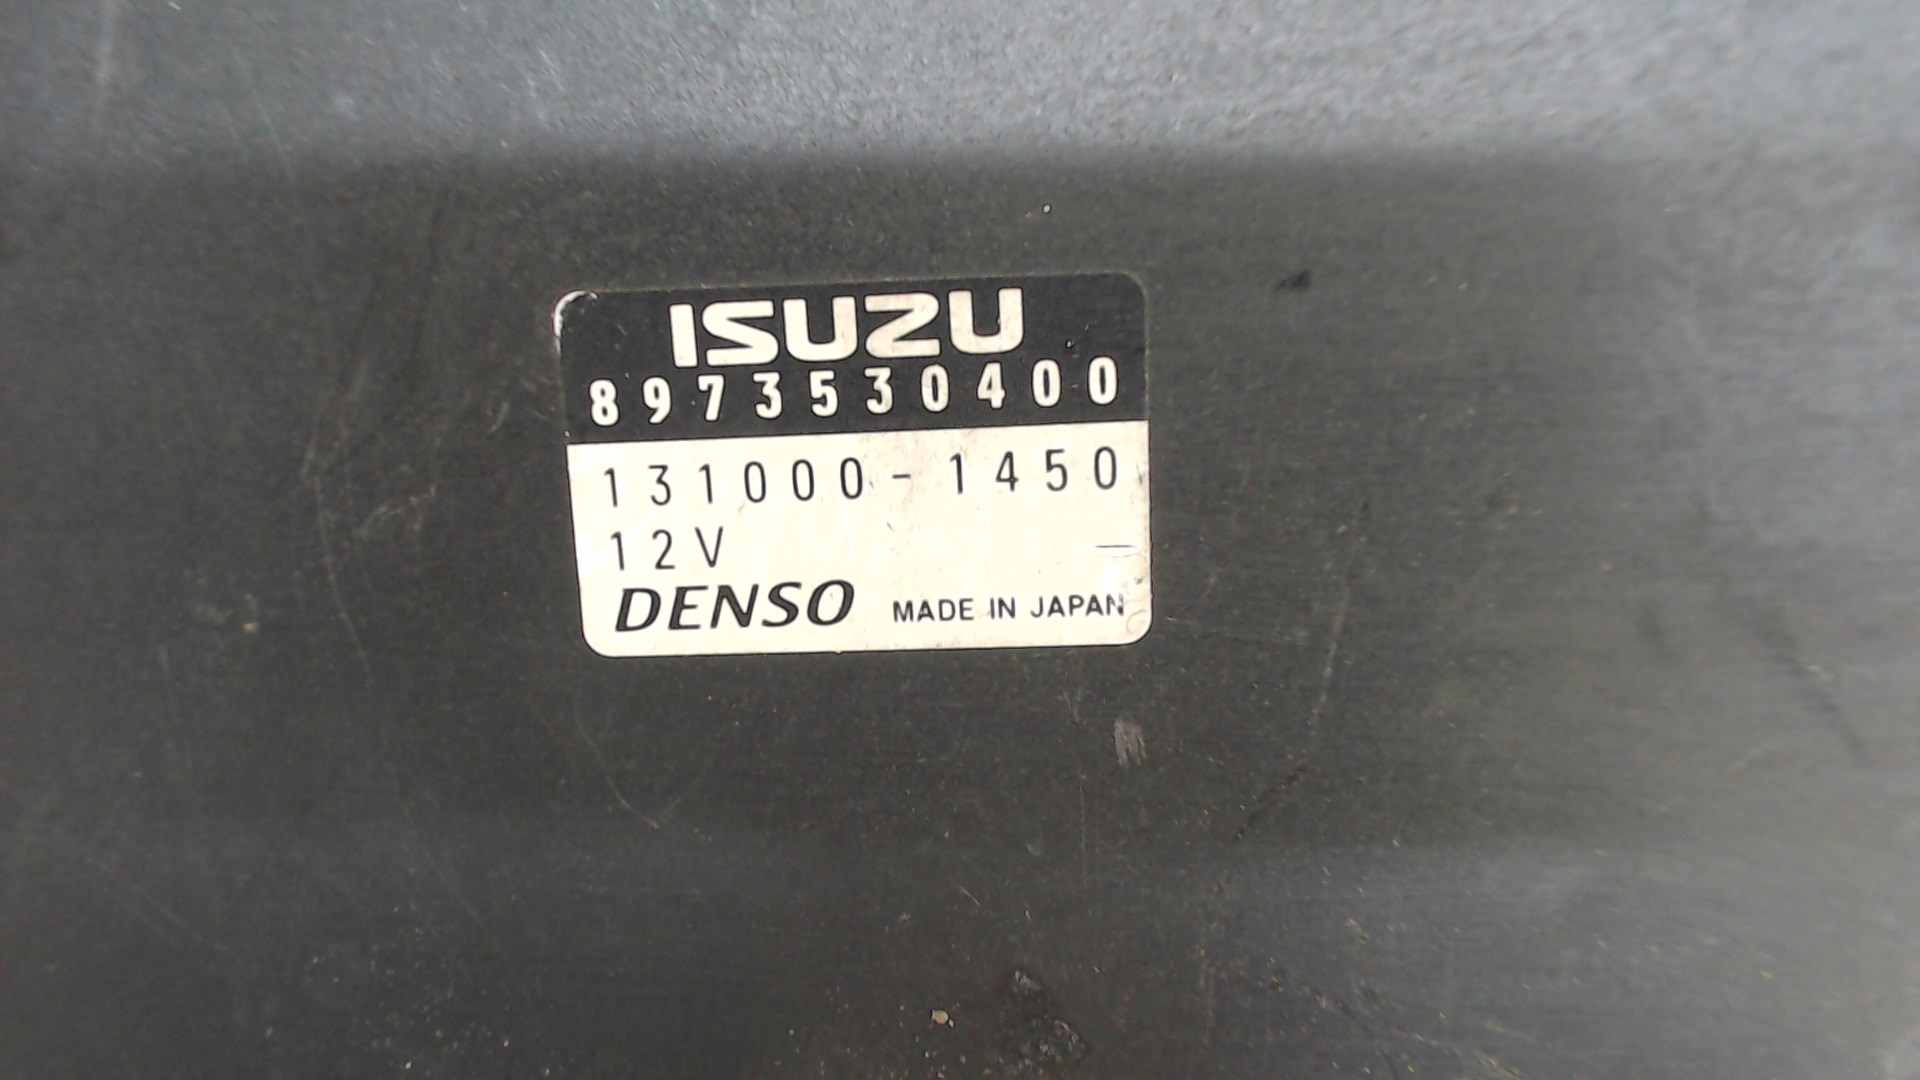 ISUZU
8973530400
131000-1450
12V -
DENSO MADE IN JAPAN